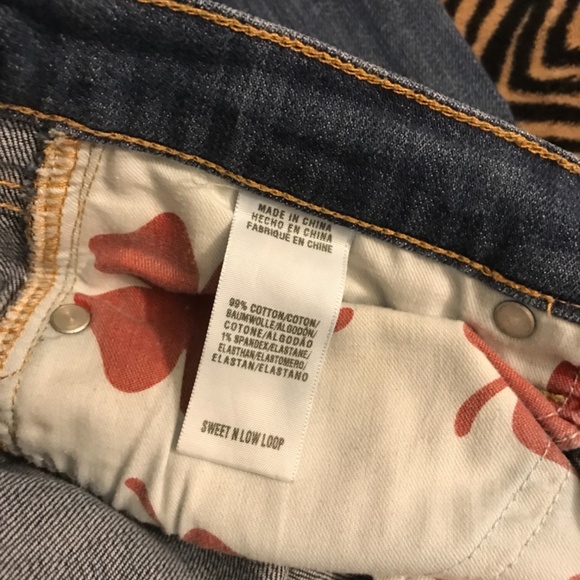 MADE IN CHINA
HECHO EN CHINA
FABRIQUÉ EN CHINE
99% COTTON/COTON/
BAUMWOLLE/ALGODÓN/
COTONE/ALGODÃO
1% SPANDEX/ELASTANE/
ELASTHAN/ELASTOMERO/
ELASTAN/ELASTANO
SWEET N LOW LOOP